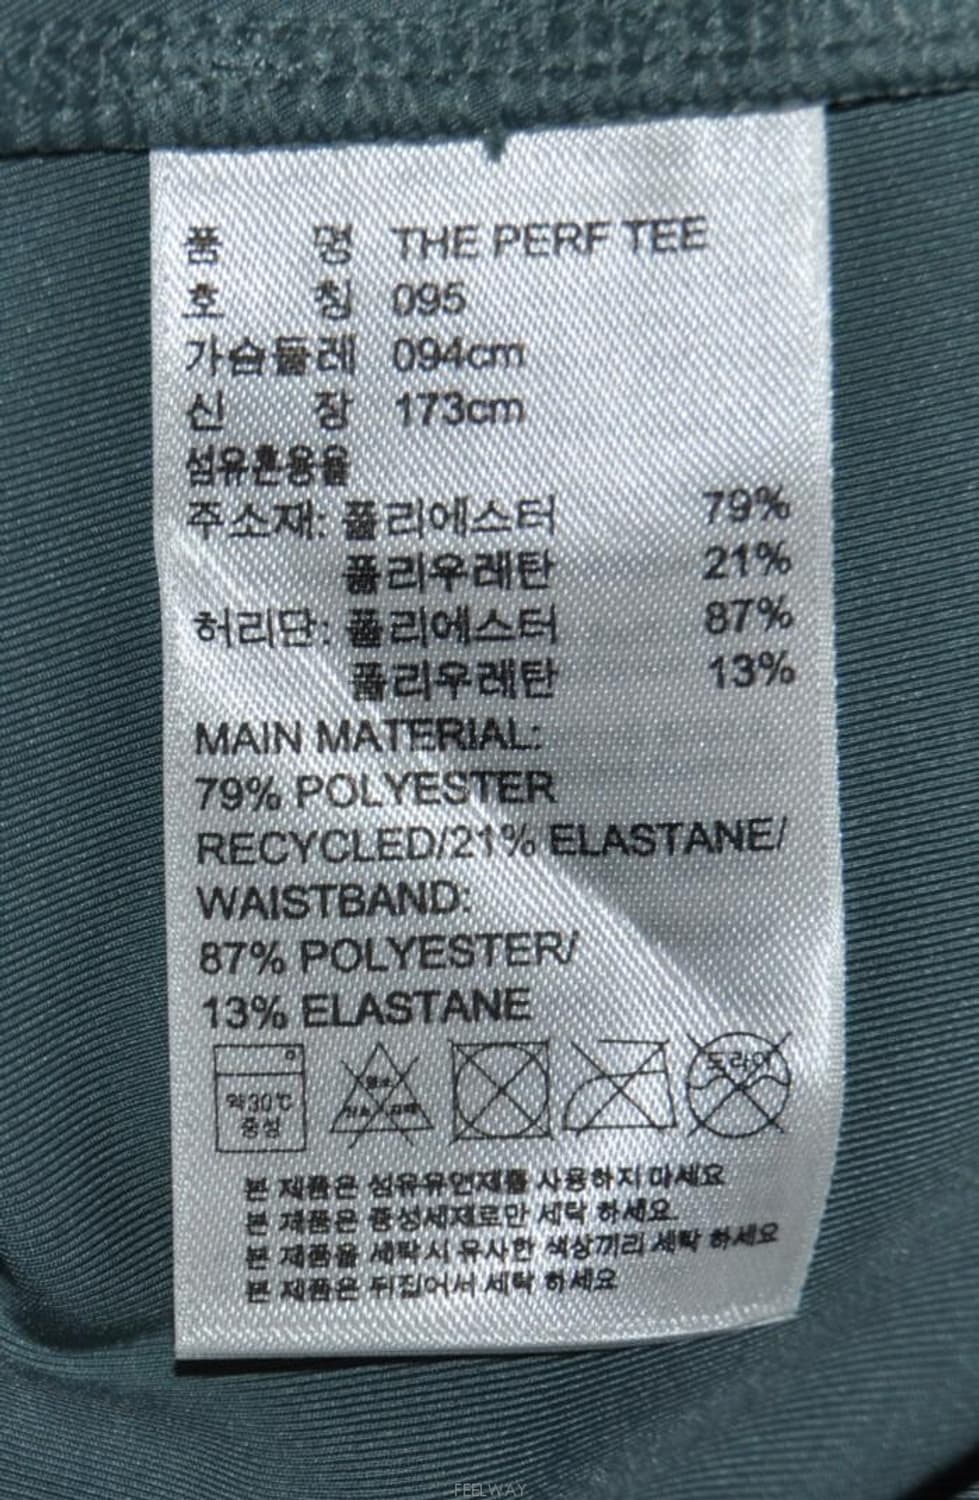 품 명 THE PERF TEE
호 칭 095
가슴둘레 094cm
신 장 173cm
섬유혼용율
주소재: 폴리에스터 79%
폴리우레탄 21%
허리단: 폴리에스터 87%
폴리우레탄 13%
MAIN MATERIAL:
79% POLYESTER
RECYCLED/21% ELASTANE/
WAISTBAND:
87% POLYESTER/
13% ELASTANE
약30℃
중성
염소
산소, 표백
드라이
본 제품은 섬유유연제를 사용하지 마세요
본 제품은 중성세제로만 세탁 하세요.
본 제품을 세탁시 유사한 색상끼리 세탁 하세요
본 제품은 뒤집어서 세탁 하세요
FEELWAY